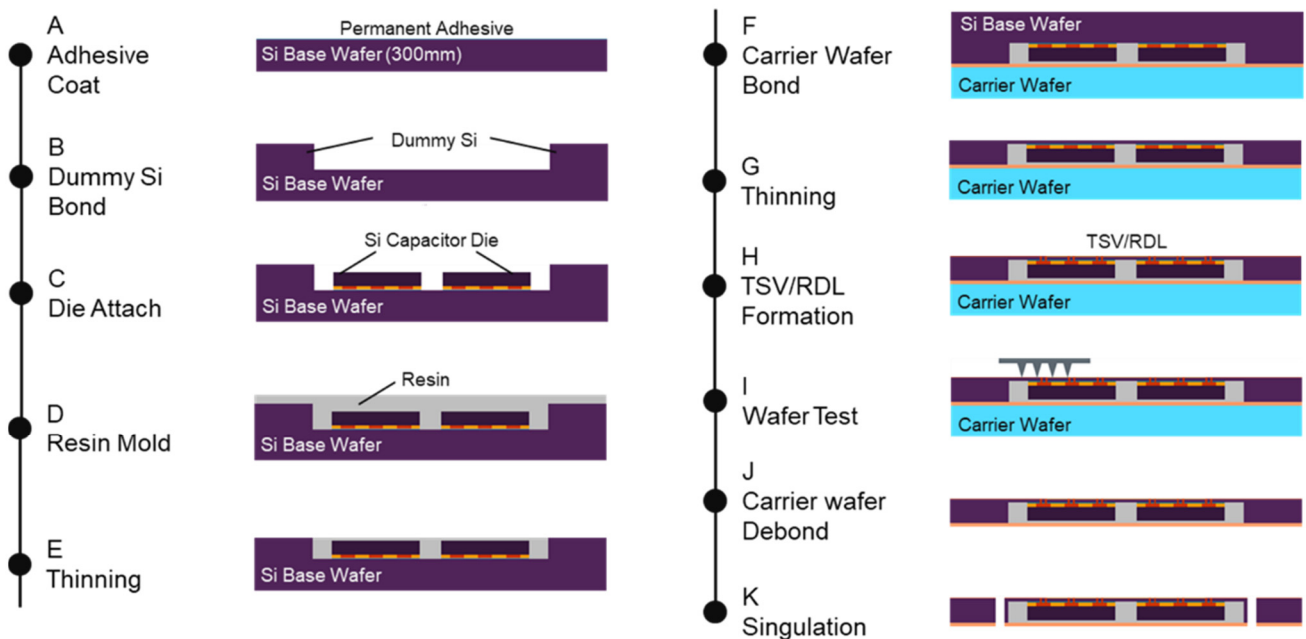 A
Adhesive
Coat
Permanent Adhesive
Si Base Wafer (300mm)
B
Dummy Si
Bond
Dummy Si
Si Base Wafer
C
Die Attach
Si Capacitor Die
Si Base Wafer
D
Resin Mold
Resin
Si Base Wafer
E
Thinning
Si Base Wafer
F
Carrier Wafer
Bond
Si Base Wafer
Carrier Wafer
G
Thinning
Carrier Wafer
H
TSV/RDL
Formation
TSV/RDL
Carrier Wafer
I
Wafer Test
Carrier Wafer
J
Carrier wafer
Debond
K
Singulation